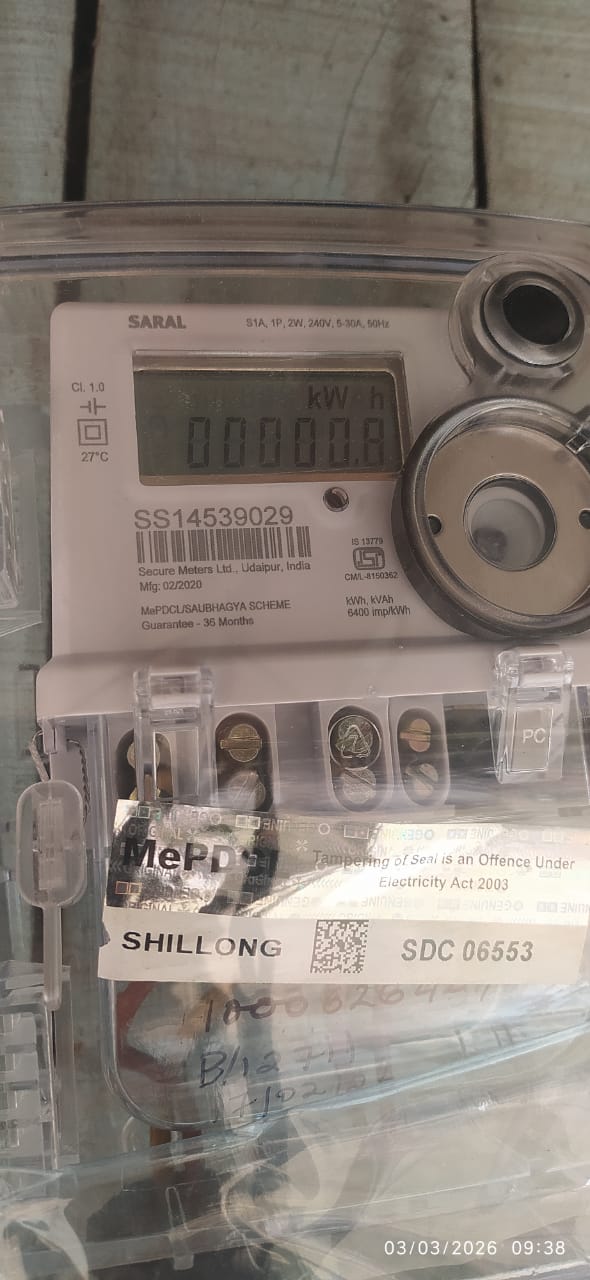 SARAL
S1A, 1P, 2W, 240V, 5-30A, 50Hz
Cl. 1.0
27°C
kW h
00000.8
SS14539029
Secure Meters Ltd., Udaipur, India
Mfg: 02/2020
MePDCL/SAUBHAGYA SCHEME
Guarantee - 36 Months
IS 13779
ISI
CM/L-8150362
kWh, kVAh
6400 imp/kWh
PC
MePD
Tampering of Seal is an Offence Under
Electricity Act 2003
SHILLONG
SDC 06553
B/127H
03/03/2026 09:38